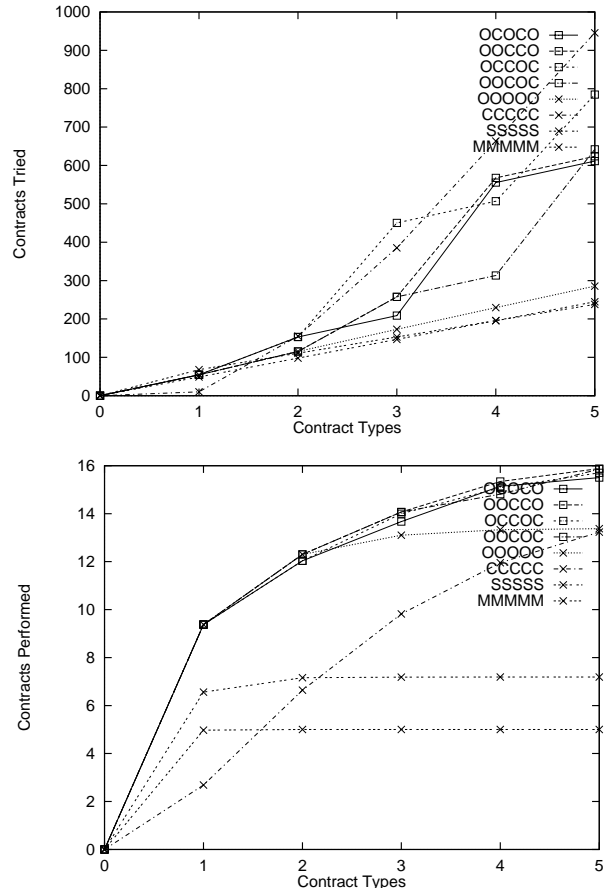 1000
900
800
700
600
500
400
300
200
100
0
Contracts Tried
OCOCO
OOCCO
OCCOC
OOCOC
OOOOO
CCCCC
SSSSS
MMMMM
0 1 2 3 4 5
Contract Types
16
14
12
10
8
6
4
2
0
Contracts Performed
OCOCO
OOCCO
OCCOC
OOCOC
OOOOO
CCCCC
SSSSS
MMMMM
0 1 2 3 4 5
Contract Types